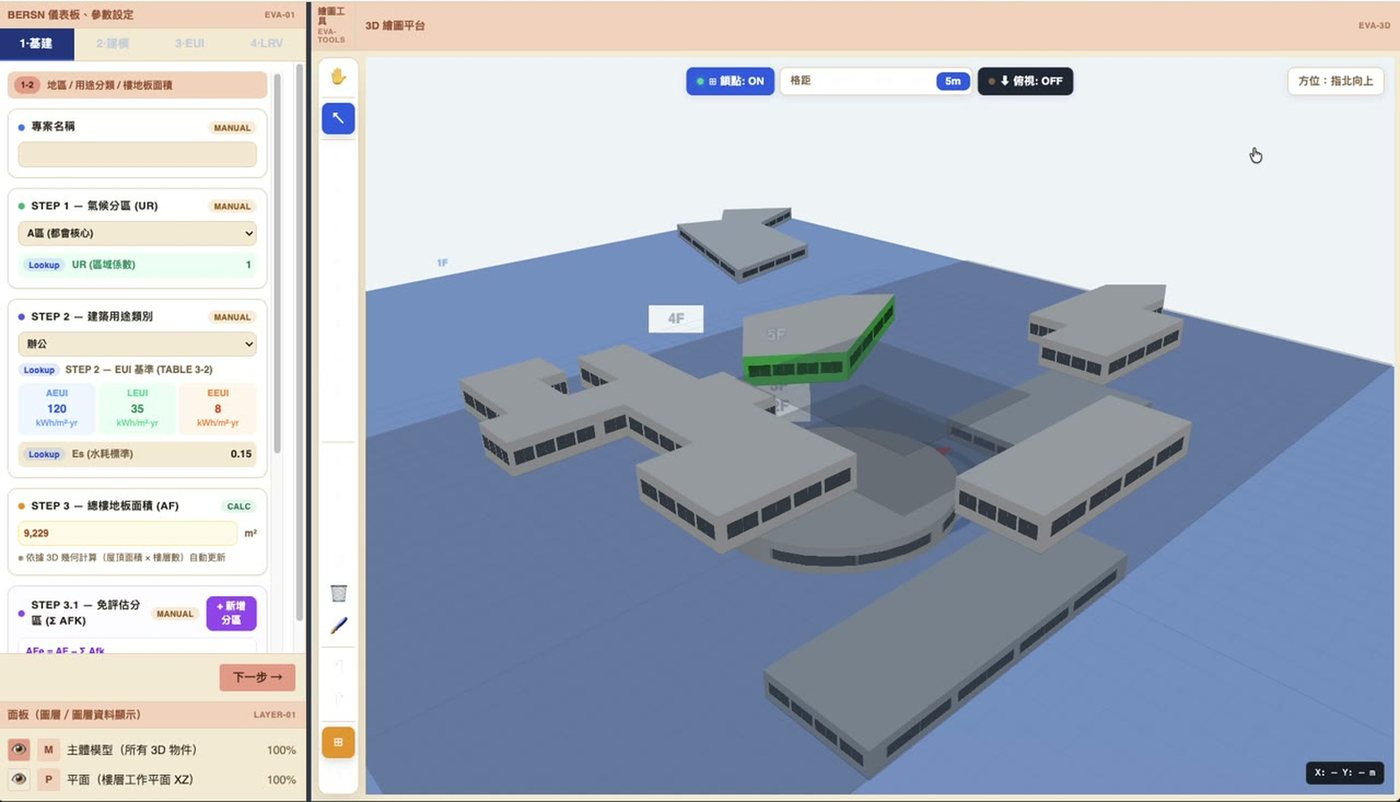 BERSN 儀表板、參數設定
EVA-01
1·基建
2·建模
3·EUI
4·LRV
1-2 地區 / 用途分類 / 樓地板面積
專案名稱
MANUAL
STEP 1 — 氣候分區 (UR)
MANUAL
A區 (都會核心)
Lookup UR (區域係數) 1
STEP 2 — 建築用途類別
MANUAL
辦公
Lookup STEP 2 — EUI 基準 (TABLE 3-2)
AEUI
120
kWh/m²·yr
LEUI
35
kWh/m²·yr
EEUI
8
kWh/m²·yr
Lookup Es (水耗標準) 0.15
STEP 3 — 總樓地板面積 (AF)
CALC
9,229 m²
※ 依據 3D 幾何計算（屋頂面積 × 樓層數）自動更新
STEP 3.1 — 免評估分
區 (Σ AFK)
MANUAL
+ 新增
分區
AFe = AF − Σ Afk
下一步 →
面板（圖層 / 圖層資料顯示）
LAYER-01
M 主體模型（所有 3D 物件） 100%
P 平面（樓層工作平面 XZ） 100%
繪圖工
具
EVA-
TOOLS
3D 繪圖平台
EVA-3D
鎖點: ON
格距 5m
⬇ 俯視: OFF
方位：指北向上
1F
4F
5F
X: — Y: — m